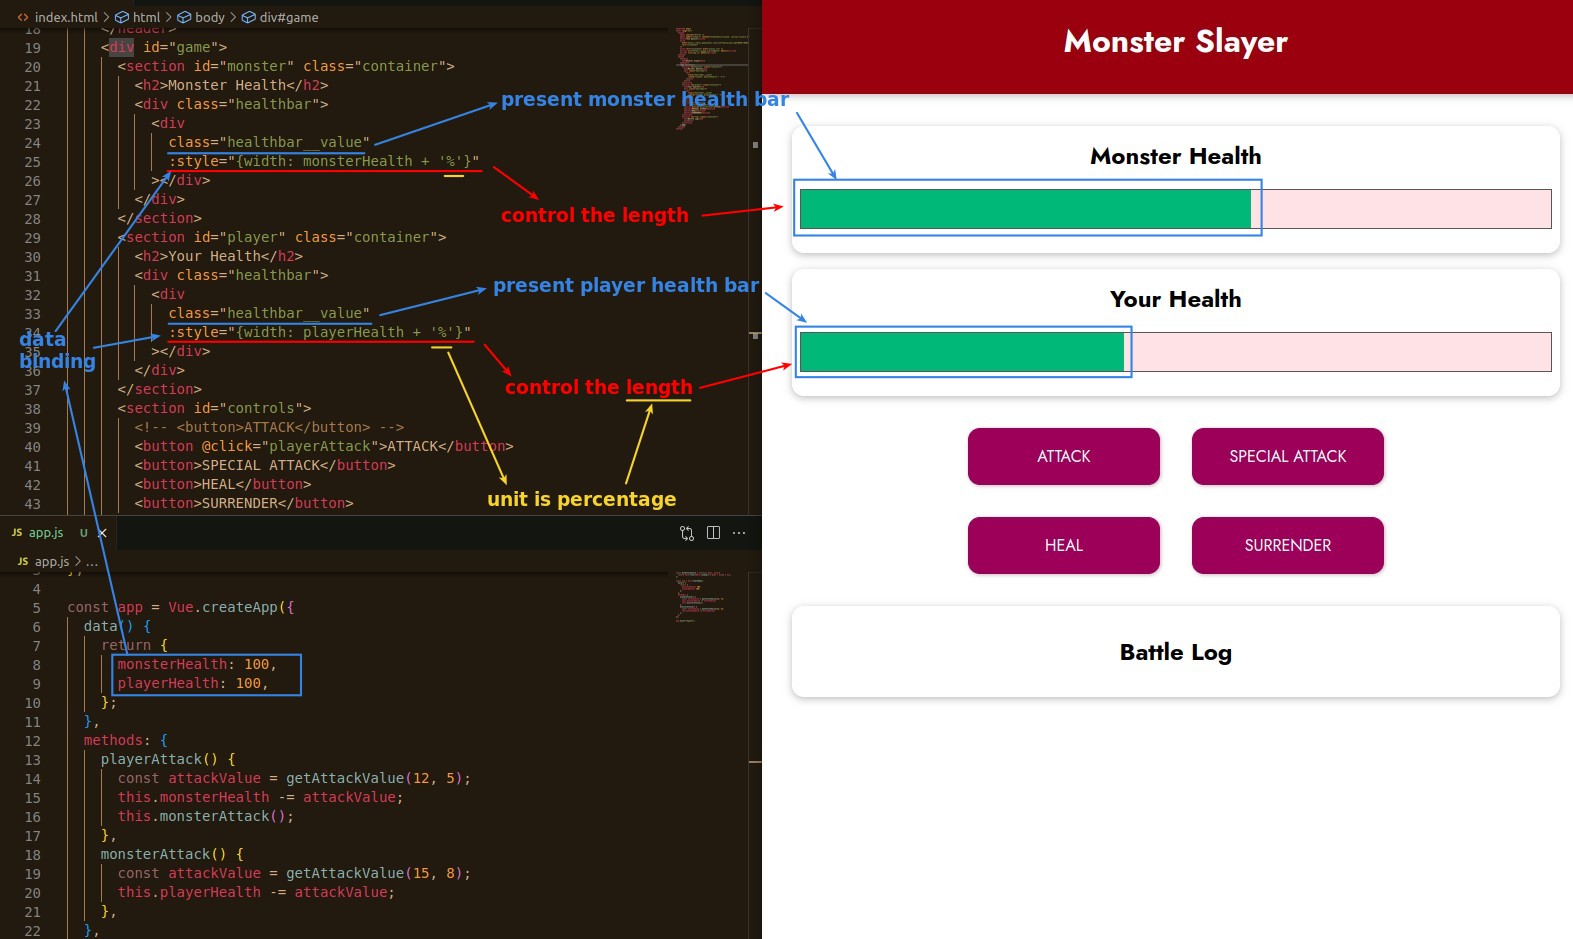 index.html > html > body > div#game
18 </header>
19 <div id="game">
20 <section id="monster" class="container">
21 <h2>Monster Health</h2>
22 <div class="healthbar">
23 <div
24 class="healthbar__value"
25 :style="{width: monsterHealth + '%'}"
26 ></div>
27 </div>
28 </section>
29 <section id="player" class="container">
30 <h2>Your Health</h2>
31 <div class="healthbar">
32 <div
33 class="healthbar__value"
34 :style="{width: playerHealth + '%'}"
35 ></div>
36 </div>
37 </section>
38 <section id="controls">
39 <!-- <button>ATTACK</button> -->
40 <button @click="playerAttack">ATTACK</button>
41 <button>SPECIAL ATTACK</button>
42 <button>HEAL</button>
43 <button>SURRENDER</button>
present monster health bar
control the length
present player health bar
data
binding
control the length
unit is percentage
JS app.js U ×
JS app.js > ...
4
5 const app = Vue.createApp({
6 data() {
7 return {
8 monsterHealth: 100,
9 playerHealth: 100,
10 };
11 },
12 methods: {
13 playerAttack() {
14 const attackValue = getAttackValue(12, 5);
15 this.monsterHealth -= attackValue;
16 this.monsterAttack();
17 },
18 monsterAttack() {
19 const attackValue = getAttackValue(15, 8);
20 this.playerHealth -= attackValue;
21 },
22 },
Monster Slayer
Monster Health
Your Health
ATTACK
SPECIAL ATTACK
HEAL
SURRENDER
Battle Log